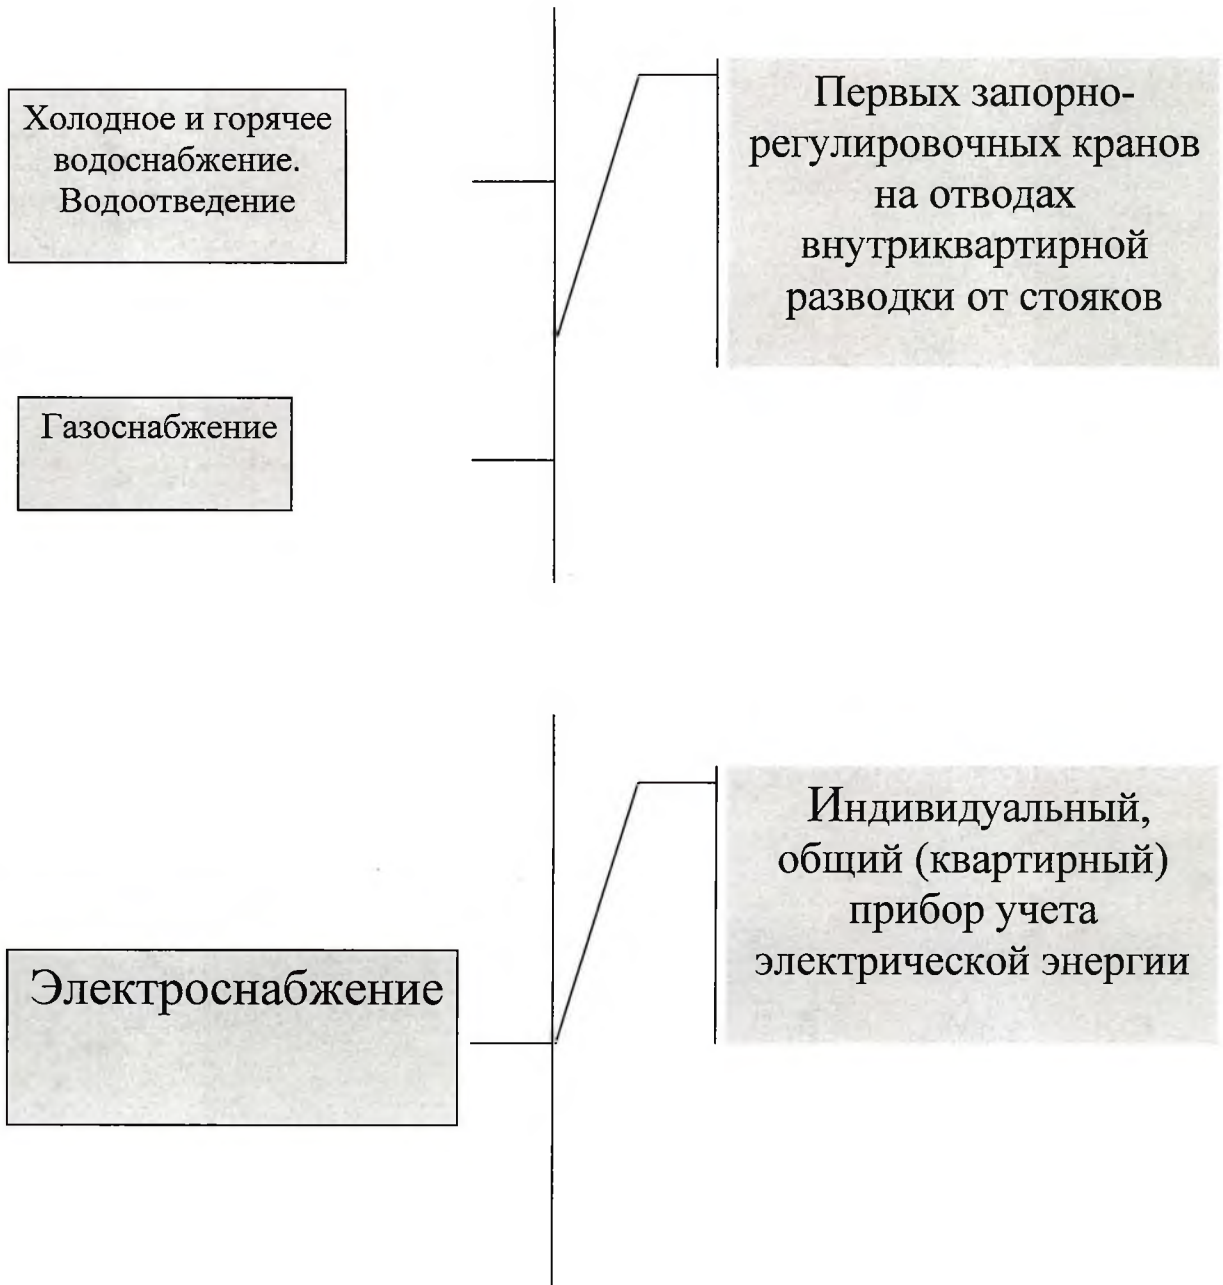 Холодное и горячее
водоснабжение.
Водоотведение
Первых запорно-
регулировочных кранов
на отводах
внутриквартирной
разводки от стояков
Газоснабжение
Индивидуальный,
общий (квартирный)
прибор учета
электрической энергии
Электроснабжение